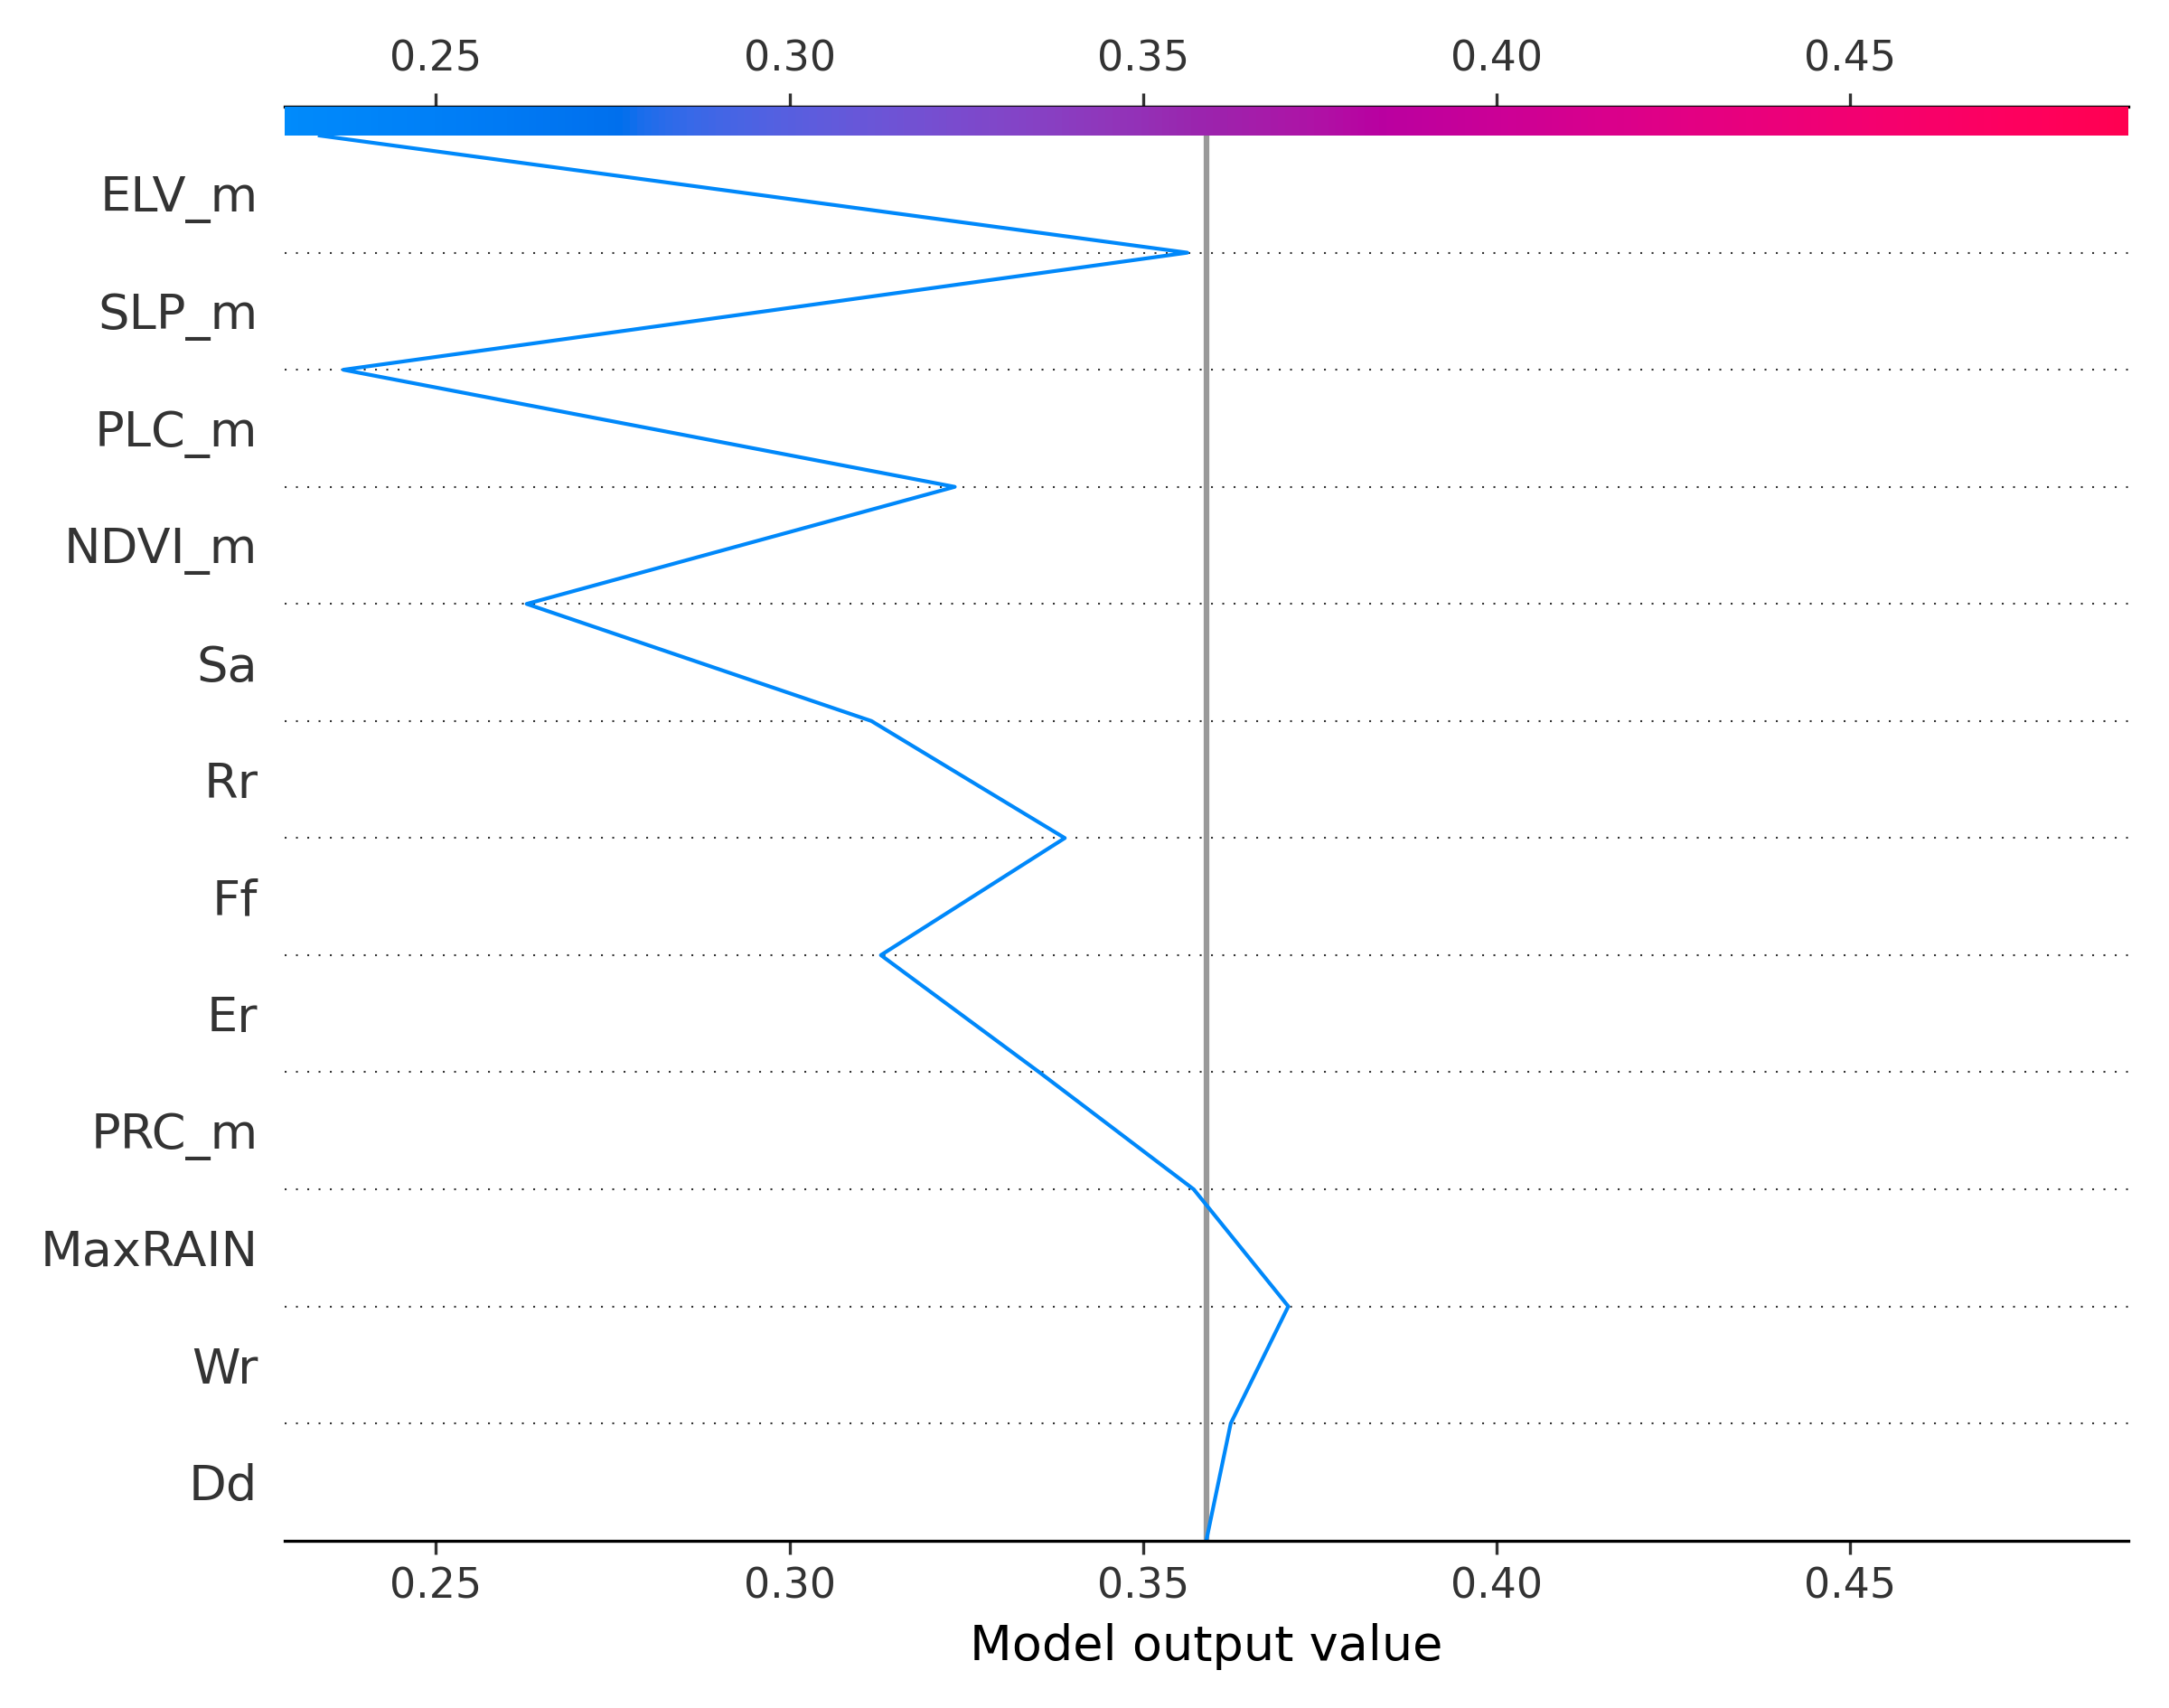 0.25 0.30 0.35 0.40 0.45
ELV_m
SLP_m
PLC_m
NDVI_m
Sa
Rr
Ff
Er
PRC_m
MaxRAIN
Wr
Dd
0.25 0.30 0.35 0.40 0.45
Model output value